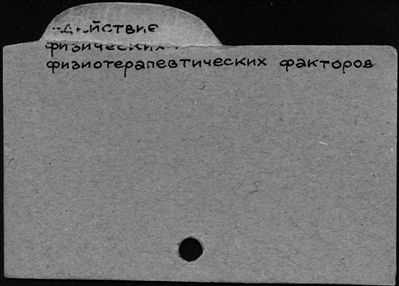 действие
физических
физиотерапевтических факторов